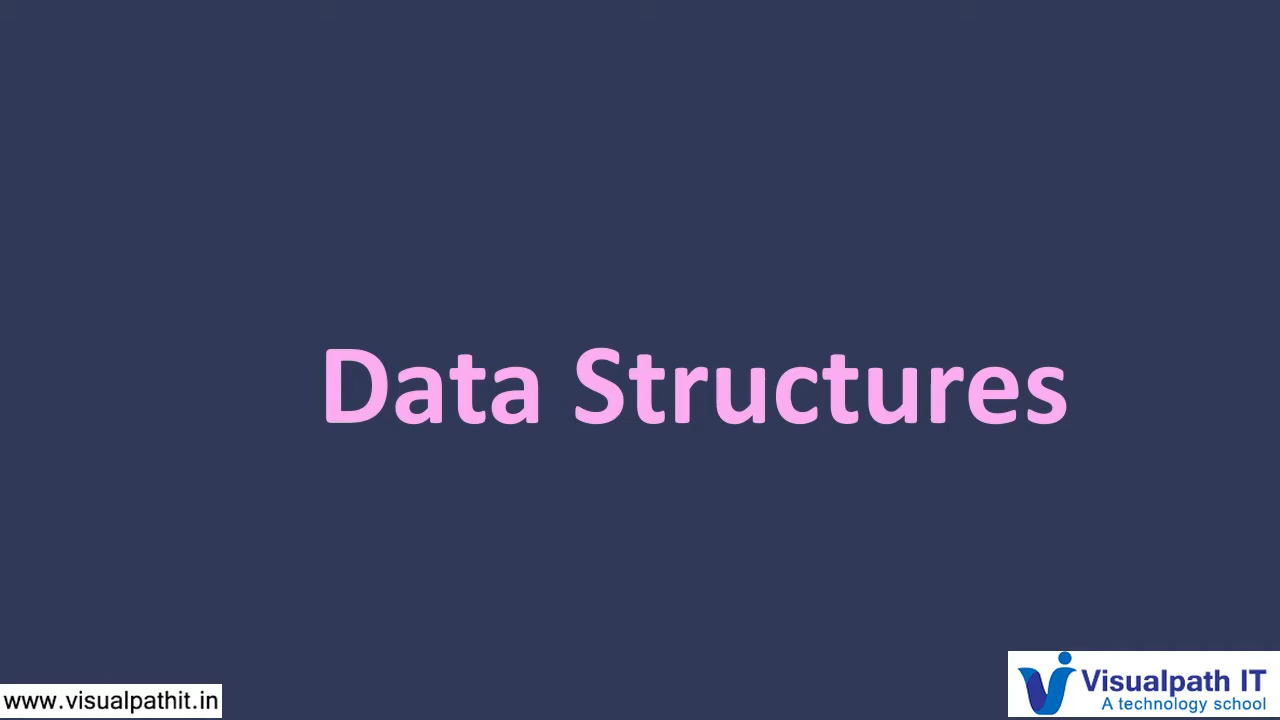 Data Structures
www.visualpathit.in
Visualpath IT
A technology school